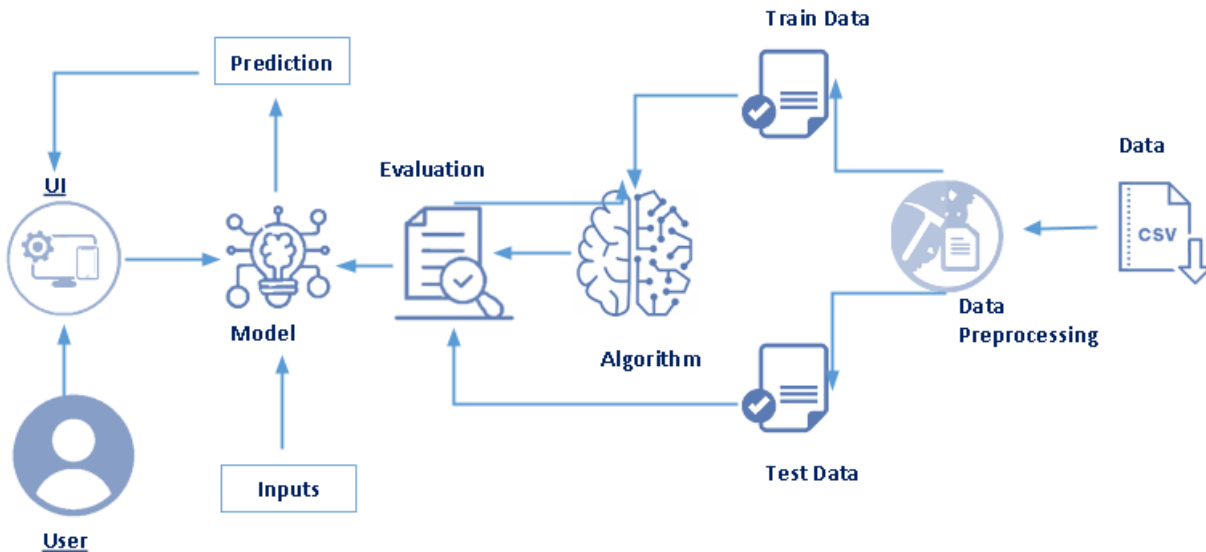 Train Data
Prediction
Data
Evaluation
UI
CSV
Data
Preprocessing
Model
Algorithm
Test Data
Inputs
User